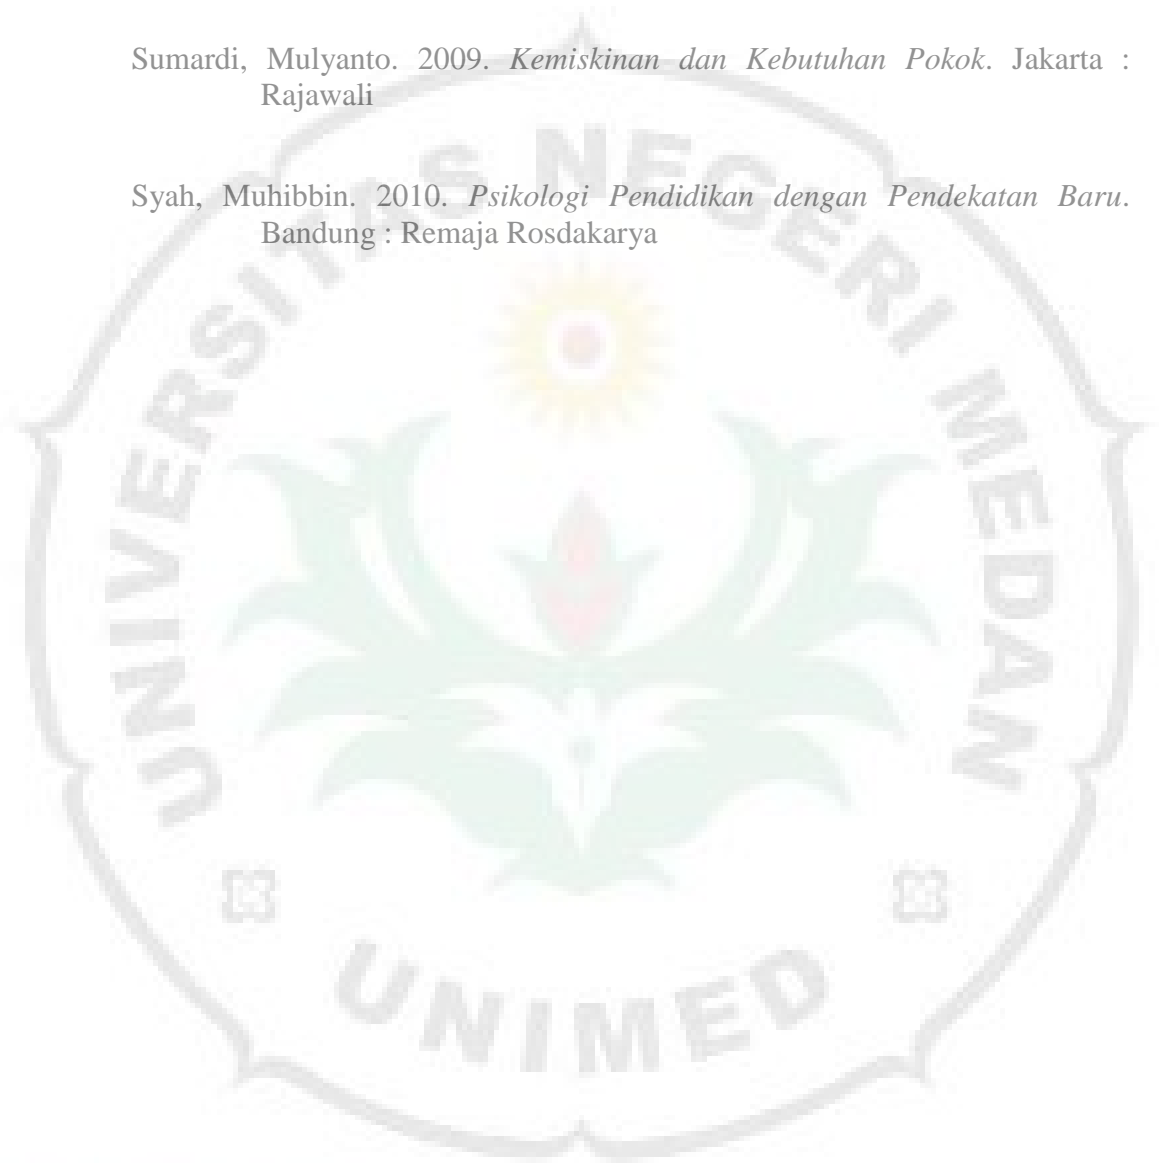 Sumardi, Mulyanto. 2009. Kemiskinan dan Kebutuhan Pokok. Jakarta :
Rajawali
Syah, Muhibbin. 2010. Psikologi Pendidikan dengan Pendekatan Baru.
Bandung : Remaja Rosdakarya
UNIVERSITAS NEGERI MEDAN
UNIMED